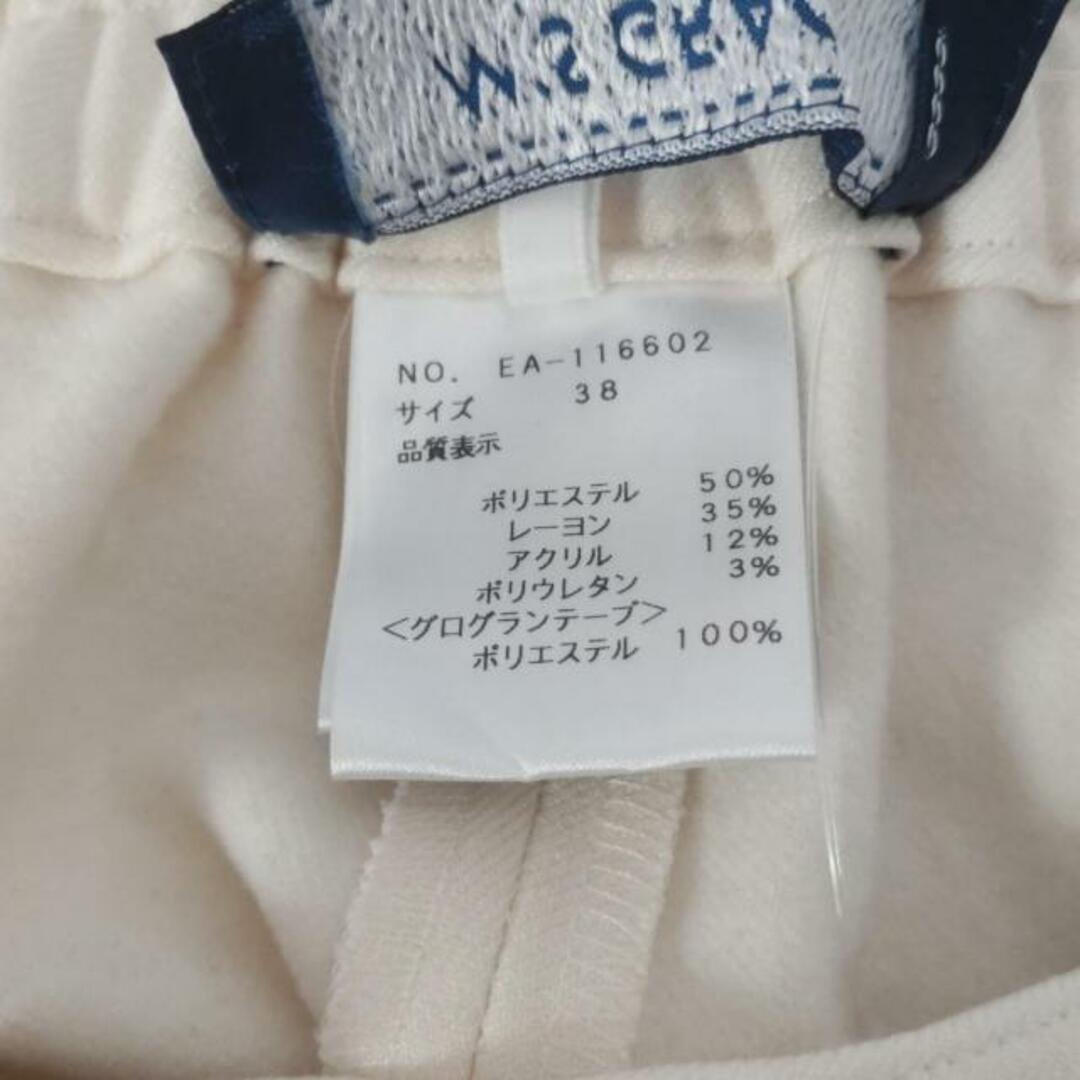 W.S.GRA
NO. EA-116602
サイズ 38
品質表示
ポリエステル 50%
レーヨン 35%
アクリル 12%
ポリウレタン 3%
<グログランテープ>
ポリエステル 100%